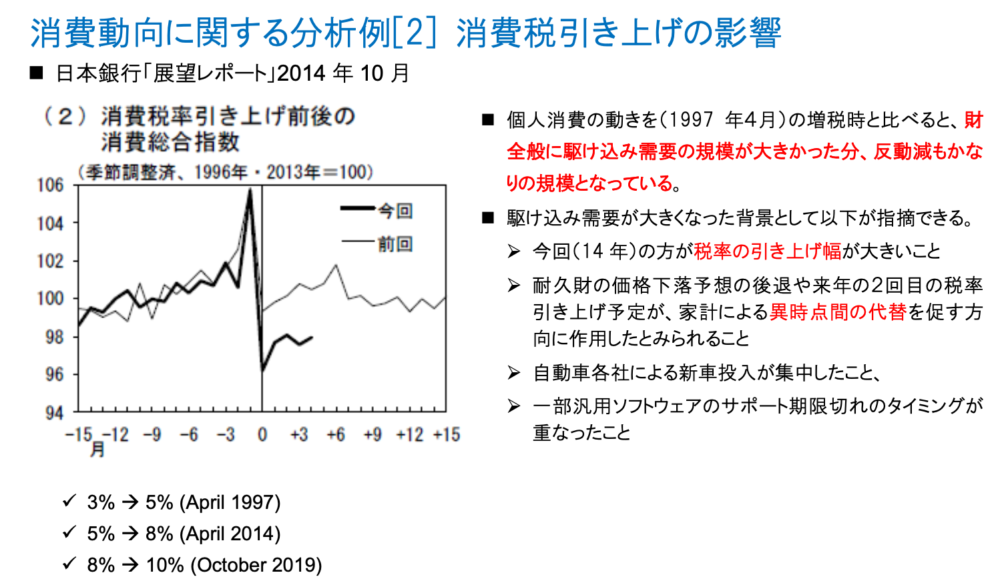 消費動向に関する分析例[2] 消費税引き上げの影響
■ 日本銀行｢展望レポート｣2014 年 10 月
（２）消費税率引き上げ前後の
消費総合指数
（季節調整済、1996年・2013年＝100）
106
104
102
100
98
96
94
今回
前回
-15 -12 -9 -6 -3 0 +3 +6 +9 +12 +15
月
■ 個人消費の動きを（1997 年４月）の増税時と比べると、財
全般に駆け込み需要の規模が大きかった分、反動減もかな
りの規模となっている。
■ 駆け込み需要が大きくなった背景として以下が指摘できる。
➢ 今回（14 年）の方が税率の引き上げ幅が大きいこと
➢ 耐久財の価格下落予想の後退や来年の２回目の税率
引き上げ予定が、家計による異時点間の代替を促す方
向に作用したとみられること
➢ 自動車各社による新車投入が集中したこと、
➢ 一部汎用ソフトウェアのサポート期限切れのタイミングが
重なったこと
✓ 3% → 5% (April 1997)
✓ 5% → 8% (April 2014)
✓ 8% → 10% (October 2019)